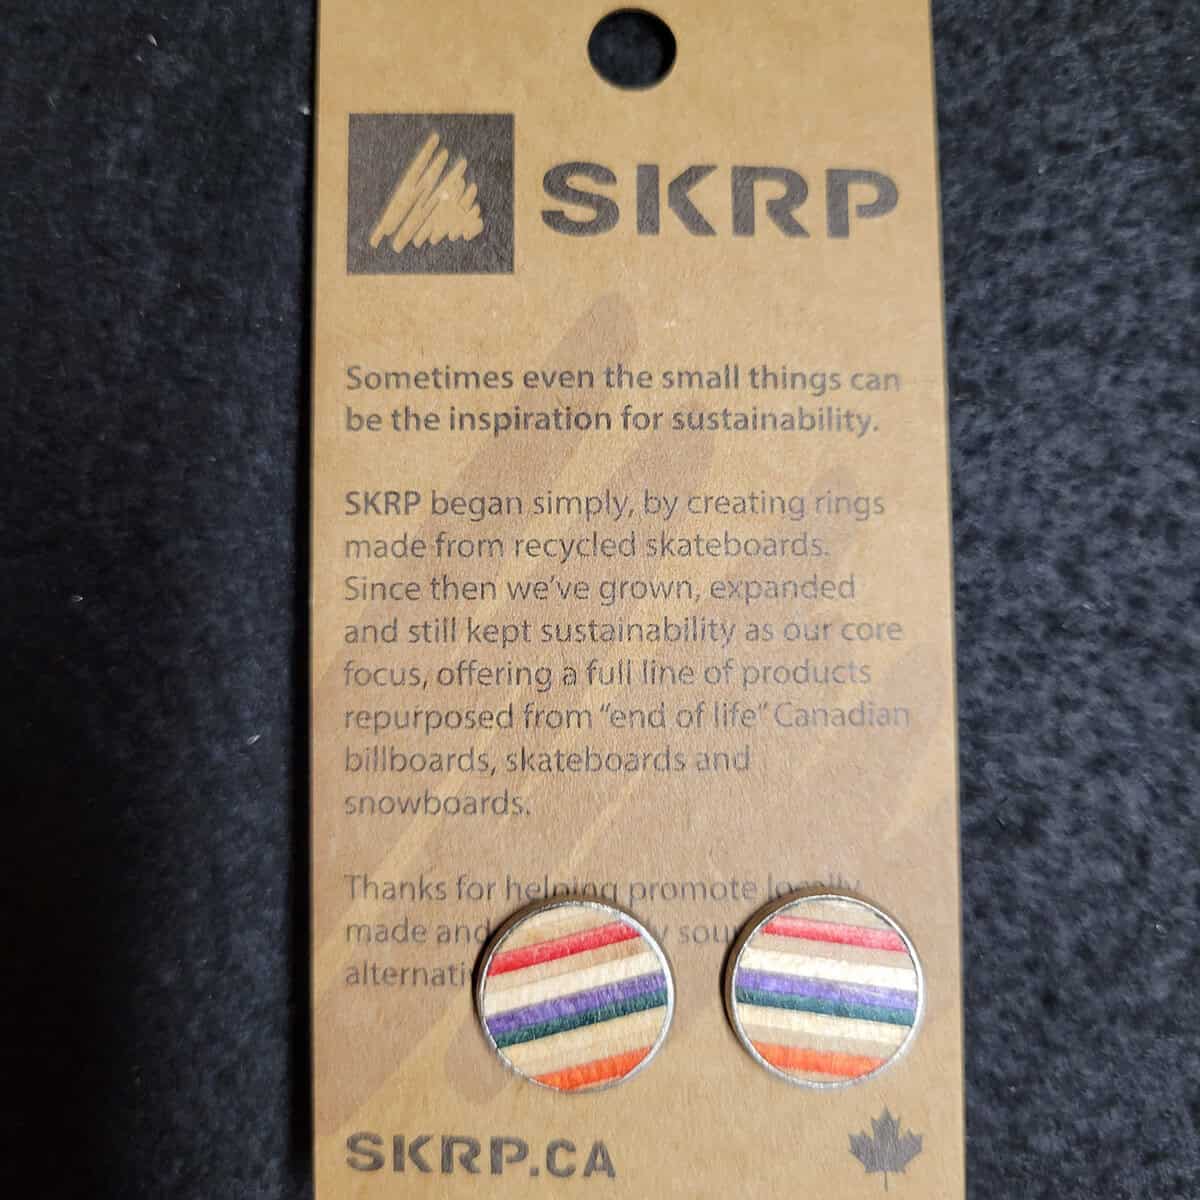 SKRP
Sometimes even the small things can
be the inspiration for sustainability.
SKRP began simply, by creating rings
made from recycled skateboards.
Since then we've grown, expanded
and still kept sustainability as our core
focus, offering a full line of products
repurposed from "end of life" Canadian
billboards, skateboards and
snowboards.
Thanks for helping promote locally
made and
SKRP.CA